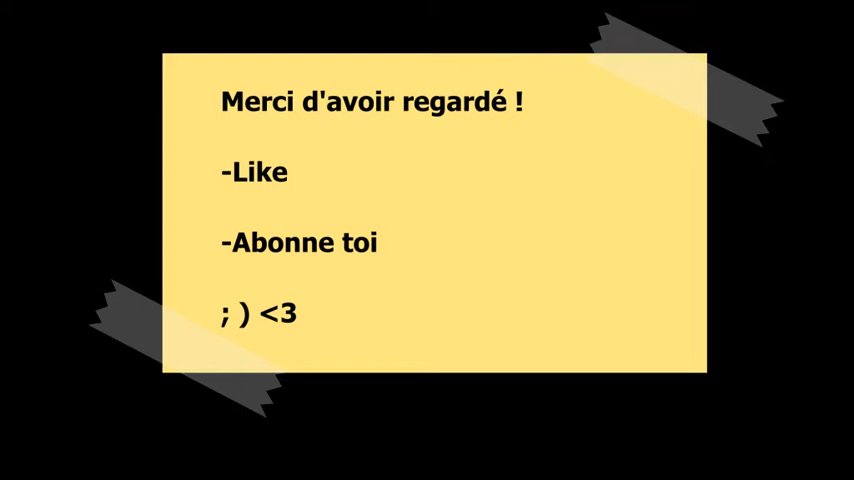 Merci d'avoir regardé !
-Like
-Abonne toi
; ) <3